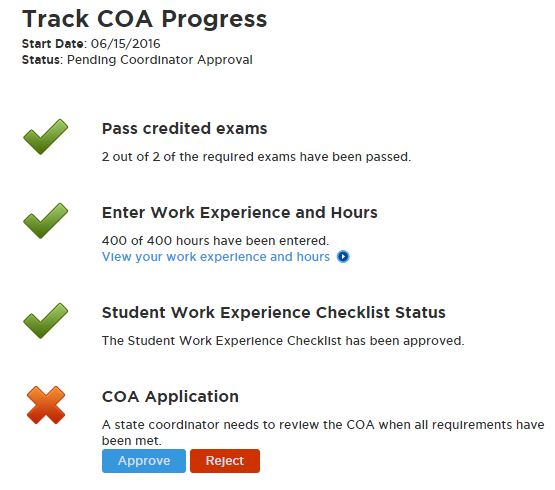 Track COA Progress
Start Date: 06/15/2016
Status: Pending Coordinator Approval
Pass credited exams
2 out of 2 of the required exams have been passed.
Enter Work Experience and Hours
400 of 400 hours have been entered.
View your work experience and hours
Student Work Experience Checklist Status
The Student Work Experience Checklist has been approved.
COA Application
A state coordinator needs to review the COA when all requirements have
been met.
Approve Reject